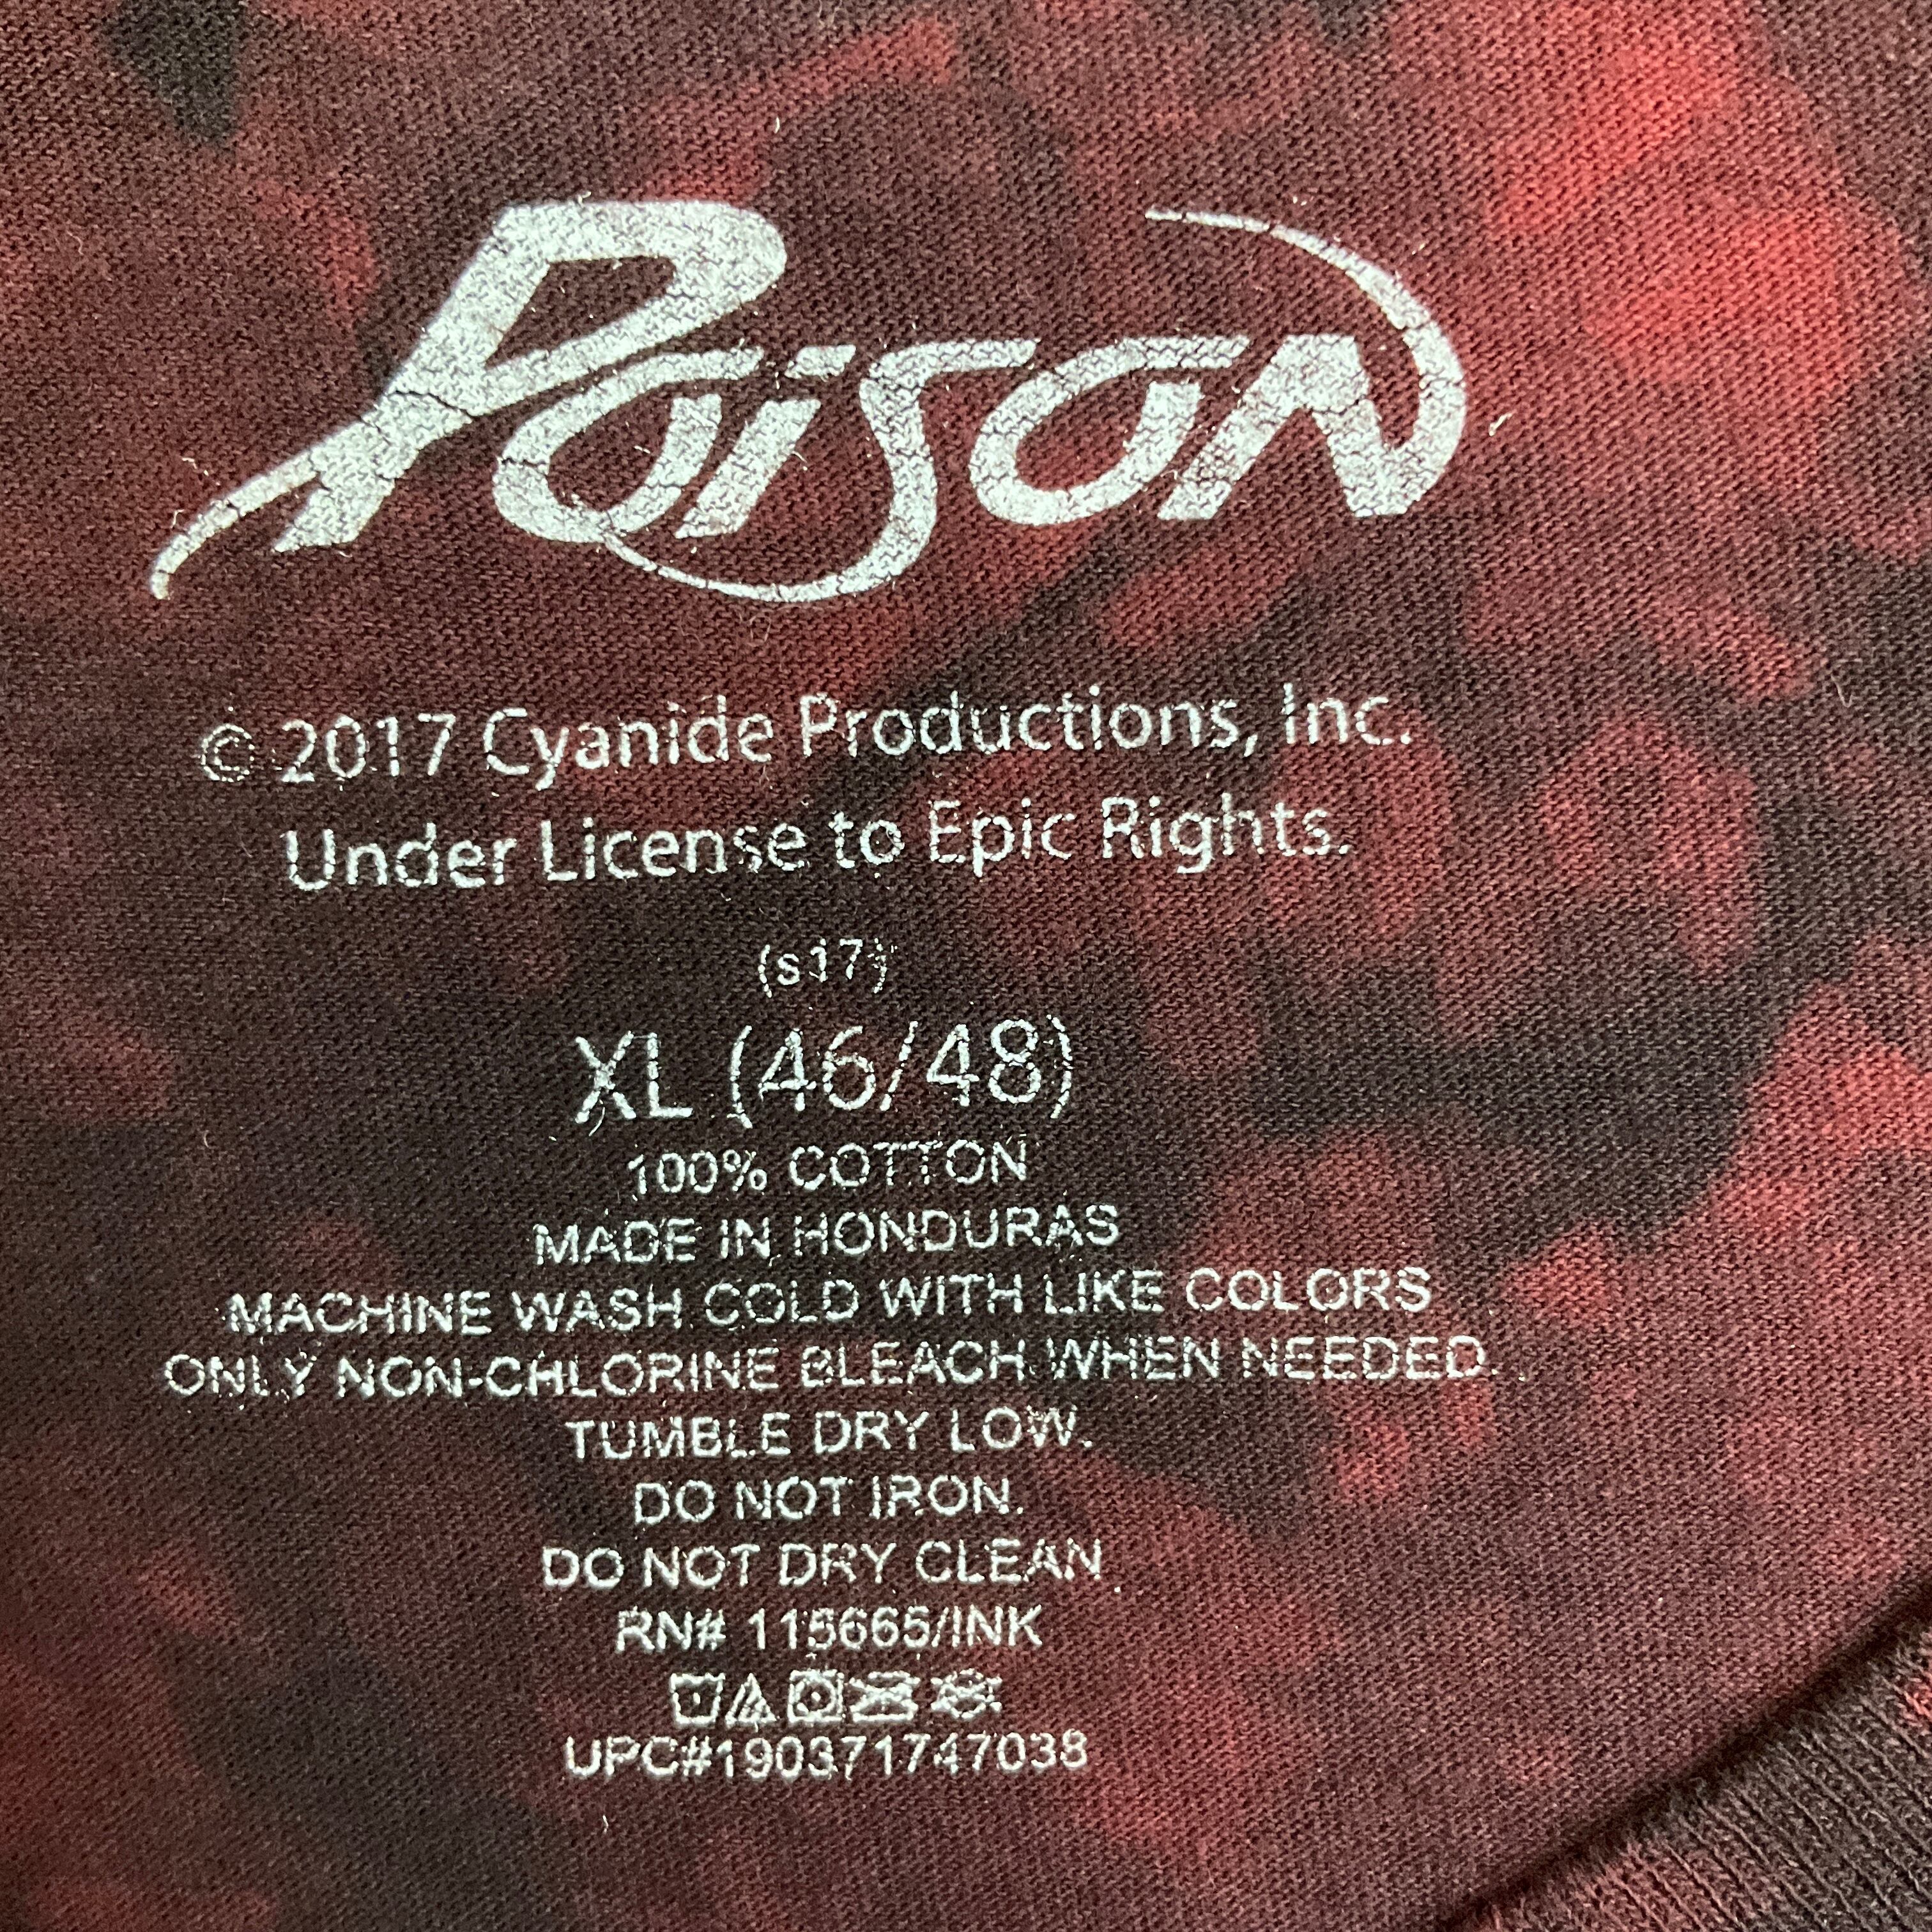 Poison
© 2017 Cyanide Productions, Inc.
Under License to Epic Rights.
(s17)
XL (46/48)
100% COTTON
MADE IN HONDURAS
MACHINE WASH COLD WITH LIKE COLORS
ONLY NON-CHLORINE BLEACH WHEN NEEDED.
TUMBLE DRY LOW.
DO NOT IRON.
DO NOT DRY CLEAN.
RN# 115665/INK
UPC#190371747038